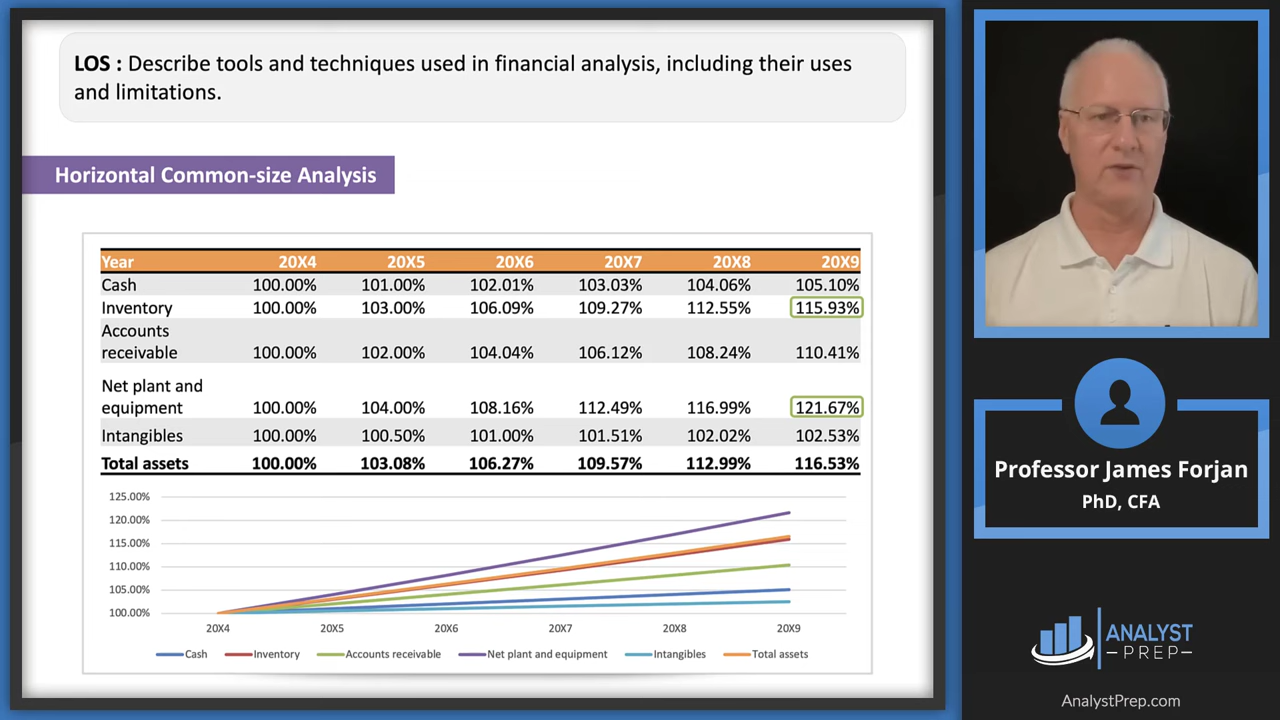 LOS : Describe tools and techniques used in financial analysis, including their uses
and limitations.
Horizontal Common-size Analysis
Year 20X4 20X5 20X6 20X7 20X8 20X9
Cash 100.00% 101.00% 102.01% 103.03% 104.06% 105.10%
Inventory 100.00% 103.00% 106.09% 109.27% 112.55% 115.93%
Accounts
receivable 100.00% 102.00% 104.04% 106.12% 108.24% 110.41%
Net plant and
equipment 100.00% 104.00% 108.16% 112.49% 116.99% 121.67%
Intangibles 100.00% 100.50% 101.00% 101.51% 102.02% 102.53%
Total assets 100.00% 103.08% 106.27% 109.57% 112.99% 116.53%
125.00%
120.00%
115.00%
110.00%
105.00%
100.00%
20X4 20X5 20X6 20X7 20X8 20X9
Cash Inventory Accounts receivable Net plant and equipment Intangibles Total assets
Professor James Forjan
PhD, CFA
ANALYST
PREP
AnalystPrep.com